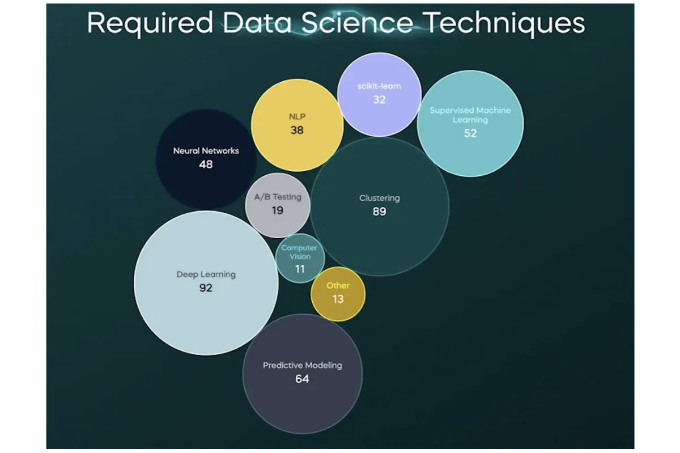 Required Data Science Techniques
scikit-learn
32
Supervised Machine
Learning
52
NLP
38
Neural Networks
48
A/B Testing
19
Clustering
89
Computer
Vision
11
Deep Learning
92
Other
13
Predictive Modeling
64